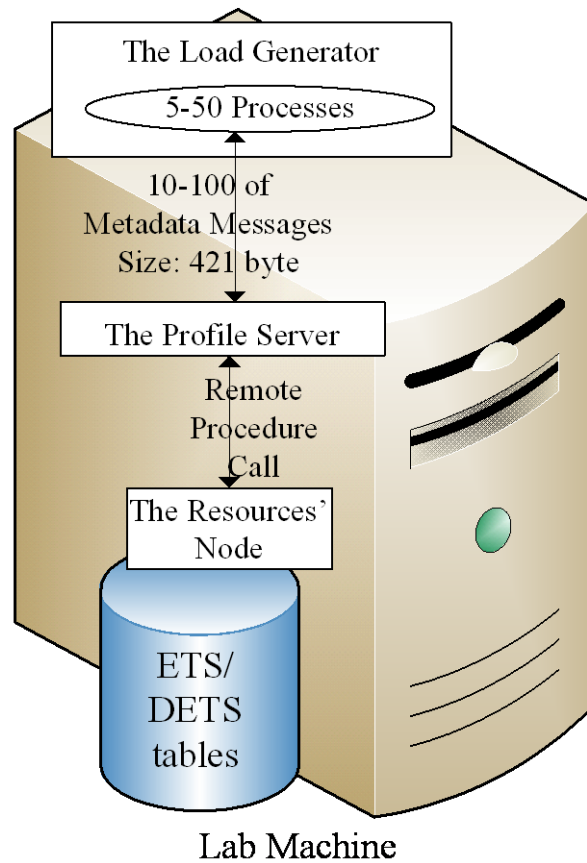 The Load Generator
5-50 Processes
10-100 of
Metadata Messages
Size: 421 byte
The Profile Server
Remote
Procedure
Call
The Resources’
Node
ETS/
DETS
tables
Lab Machine